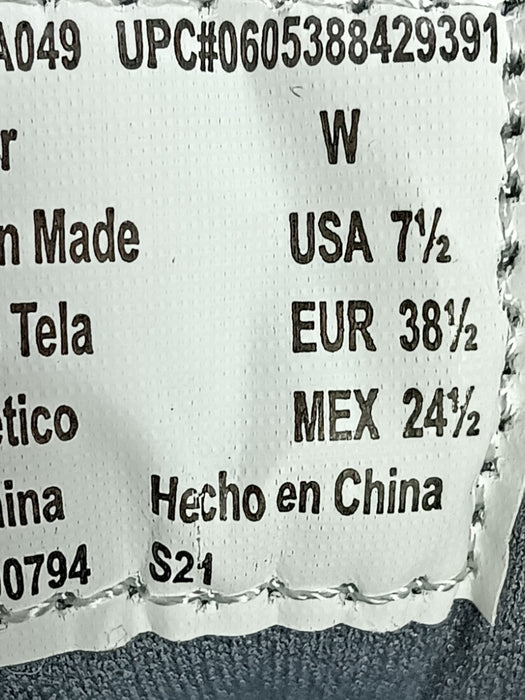 A049 UPC#0605388429391
r W
n Made USA 7½
Tela EUR 38½
ético MEX 24½
hina Hecho en China
0794 S21